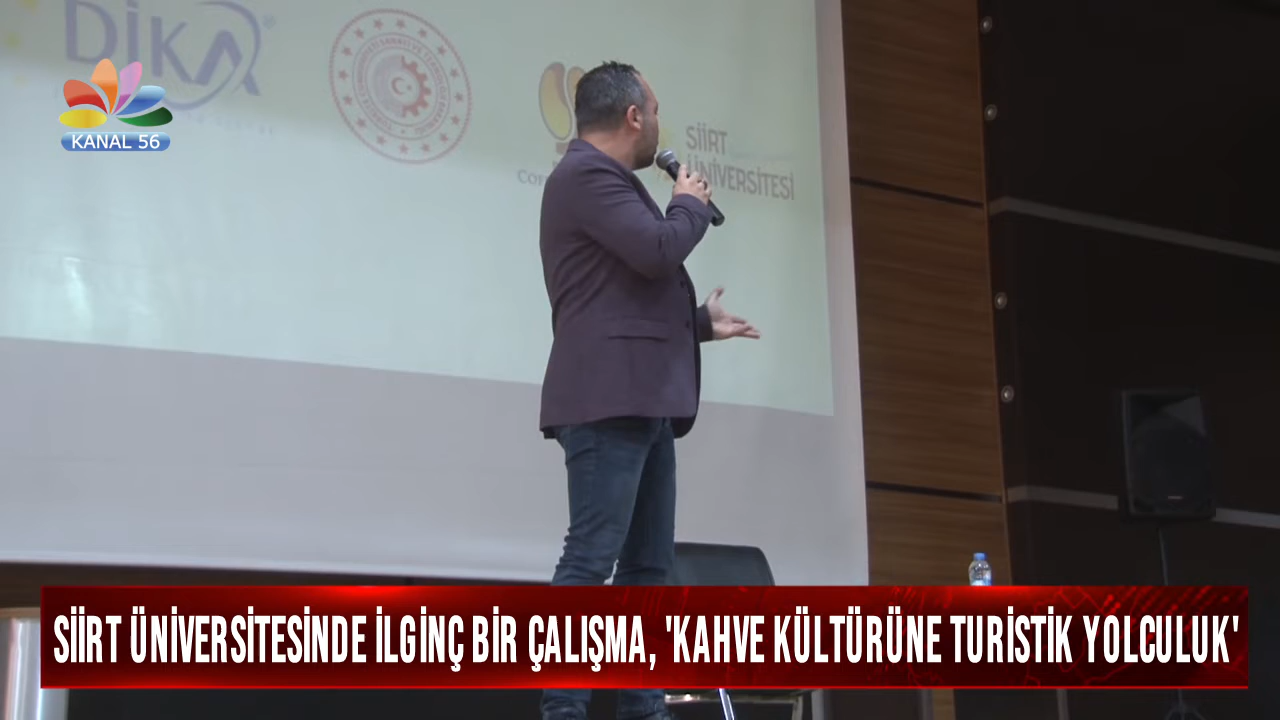 DİKA
KANAL 56
SİİRT
ÜNİVERSİTESİ
SİİRT ÜNİVERSİTESİNDE İLGİNÇ BİR ÇALIŞMA, 'KAHVE KÜLTÜRÜNE TURİSTİK YOLCULUK'